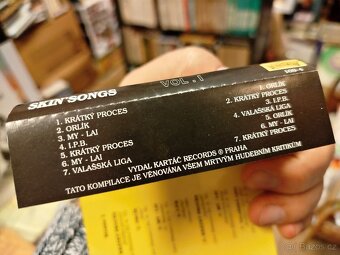 SKIN'SONGS
VOL. I
1. KRÁTKÝ PROCES
2. ORLÍK
3. MY - LAI
4. I.P.B.
5. KRÁTKÝ PROCES
6. MY - LAI
7. VALAŠSKÁ LIGA
1. ORLÍK
2. KRÁTKÝ PROCES
3. I.P.B.
4. VALAŠSKÁ LIGA
5. ORLÍK
6. MY - LAI
7. KRÁTKÝ PROCES
VYDAL KARTÁČ RECORDS ® PRAHA
TATO KOMPILACE JE VĚNOVÁNA VŠEM MRTVÝM HUDEBNÍM KRITIKŮM
Bazos.cz